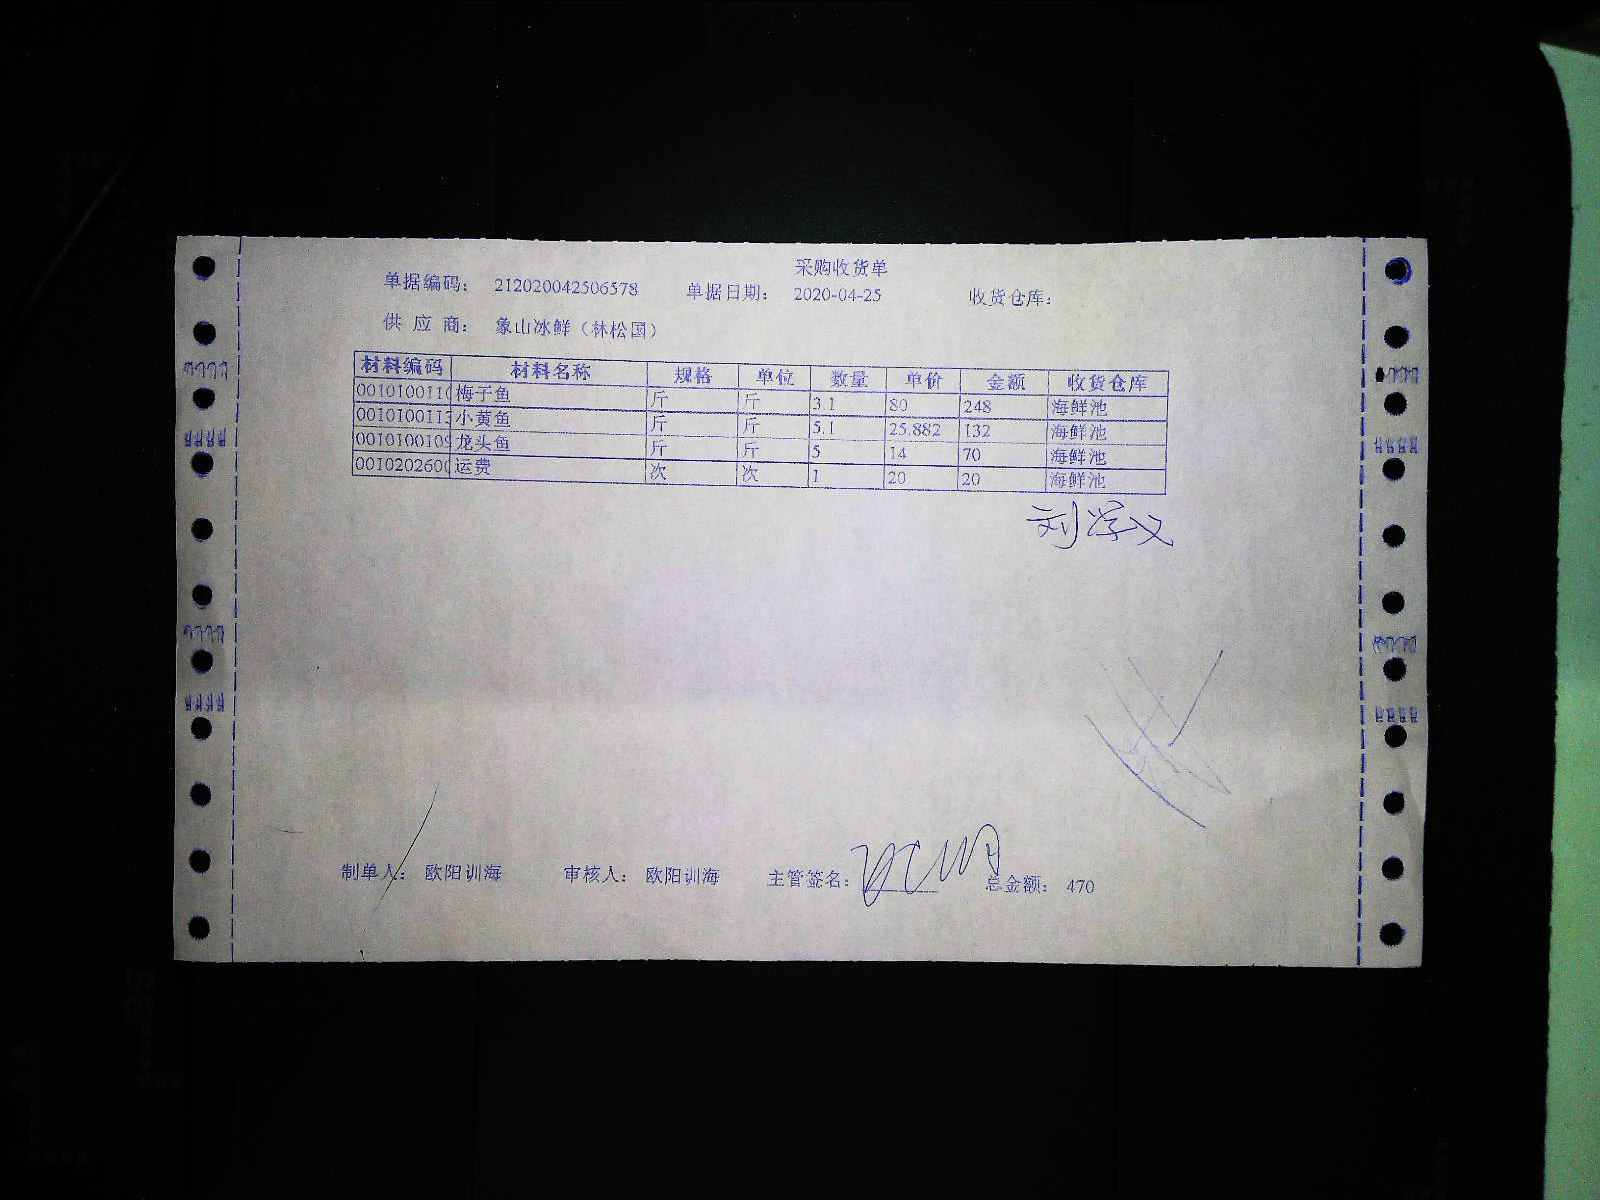 采购收货单
单据编码： 212020042506578 单据日期： 2020-04-25 收货仓库：
供 应 商： 象山冰鲜（林松国）
材料编码 材料名称 规格 单位 数量 单价 金额 收货仓库
0010100110 梅子鱼 斤 斤 3.1 80 248 海鲜池
001010011 小黄鱼 斤 斤 5.1 25.882 132 海鲜池
001010010 龙头鱼 斤 斤 5 14 70 海鲜池
001020260 运费 次 次 1 20 20 海鲜池
刘学义
制单人： 欧阳训海 审核人： 欧阳训海 主管签名： 总金额： 470